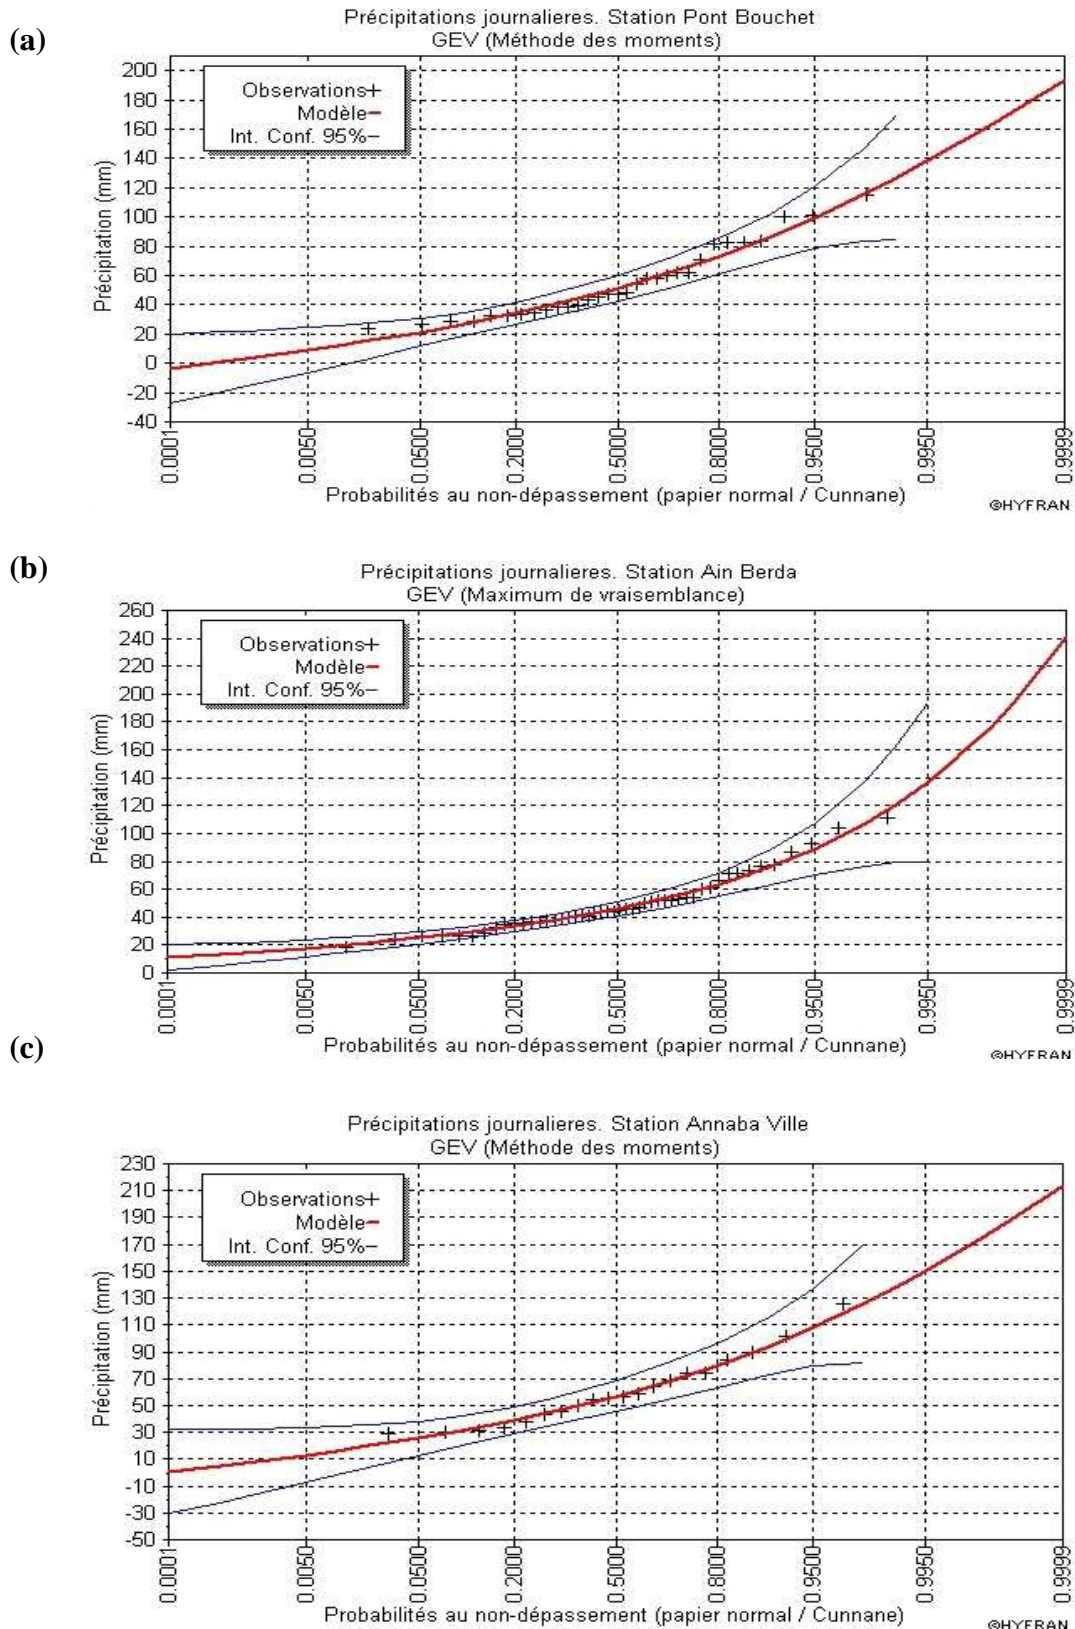 (a)
Précipitations journalieres. Station Pont Bouchet
GEV (Méthode des moments)
Observations+
Modèle
Int. Conf. 95%
Précipitation (mm)
200
180
160
140
120
100
80
60
40
20
0
-20
-40
0.0001
0.0050
0.0500
0.2000
0.5000
0.8000
0.9500
0.9950
0.9999
Probabilités au non-dépassement (papier normal / Cunnane)
©HYFRAN
(b)
Précipitations journalieres. Station Ain Berda
GEV (Maximum de vraisemblance)
Observations+
Modèle
Int. Conf. 95%
Précipitation (mm)
260
240
220
200
180
160
140
120
100
80
60
40
20
0
0.0001
0.0050
0.0500
0.2000
0.5000
0.8000
0.9500
0.9950
0.9999
Probabilités au non-dépassement (papier normal / Cunnane)
©HYFRAN
(c)
Précipitations journalieres. Station Annaba Ville
GEV (Méthode des moments)
Observations+
Modèle
Int. Conf. 95%
Précipitation (mm)
230
210
190
170
150
130
110
90
70
50
30
10
-10
-30
-50
0.0001
0.0050
0.0500
0.2000
0.5000
0.8000
0.9500
0.9950
0.9999
Probabilités au non-dépassement (papier normal / Cunnane)
©HYFRAN